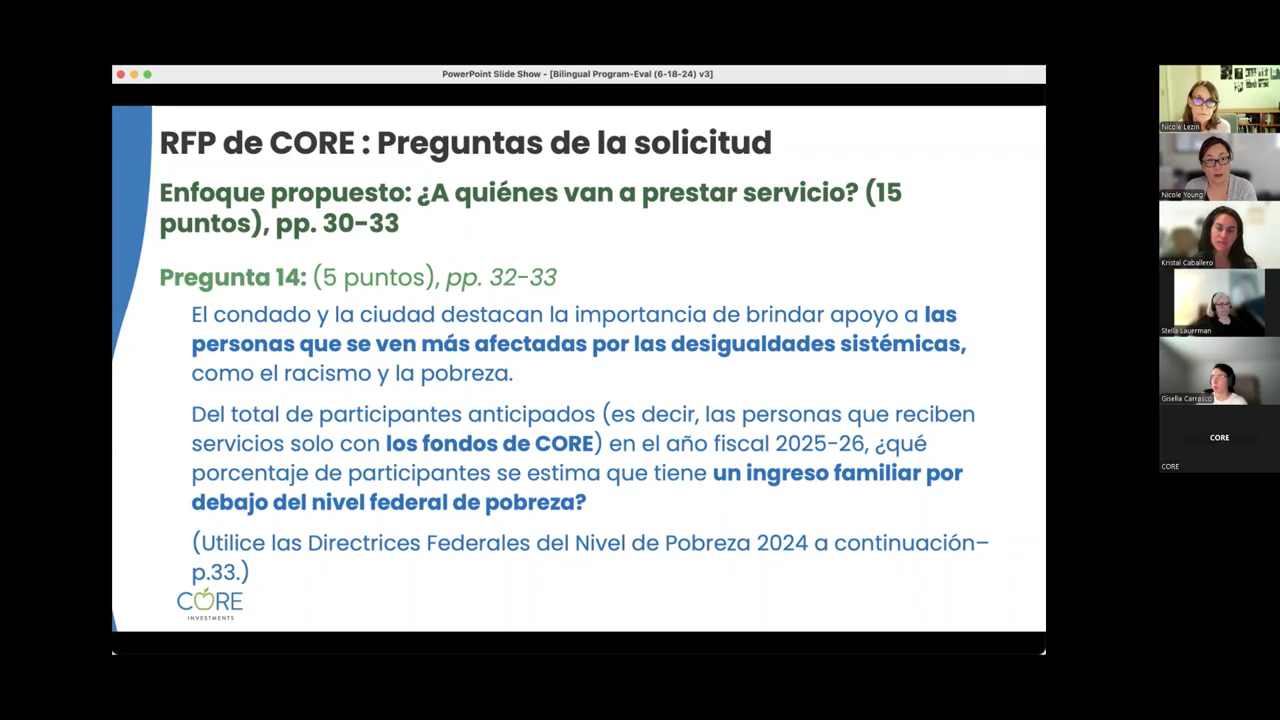 PowerPoint Slide Show - [Bilingual Program-Eval (6-18-24) v3]
RFP de CORE : Preguntas de la solicitud
Enfoque propuesto: ¿A quiénes van a prestar servicio? (15
puntos), pp. 30-33
Pregunta 14: (5 puntos), pp. 32-33
El condado y la ciudad destacan la importancia de brindar apoyo a las
personas que se ven más afectadas por las desigualdades sistémicas,
como el racismo y la pobreza.
Del total de participantes anticipados (es decir, las personas que reciben
servicios solo con los fondos de CORE) en el año fiscal 2025-26, ¿qué
porcentaje de participantes se estima que tiene un ingreso familiar por
debajo del nivel federal de pobreza?
(Utilice las Directrices Federales del Nivel de Pobreza 2024 a continuación–
p.33.)
CORE
INVESTMENTS
Nicole Lezin
Nicole Young
Kristal Caballero
Stella Lauerman
Gisella Carrasco
CORE
CORE